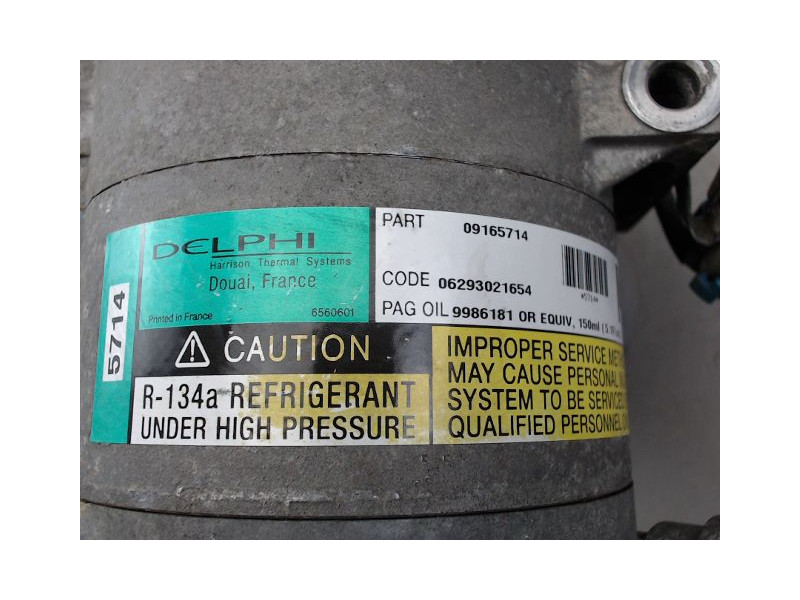 5714
DELPHI
Harrison Thermal Systems
Douai, France
Printed in France 6560601
PART 09165714
CODE 06293021654
PAG OIL 9986181 OR EQUIV, 150ml (5
CAUTION
R-134a REFRIGERANT
UNDER HIGH PRESSURE
IMPROPER SERVICE
MAY CAUSE PERSONAL
SYSTEM TO BE
QUALIFIED PERSONNEL